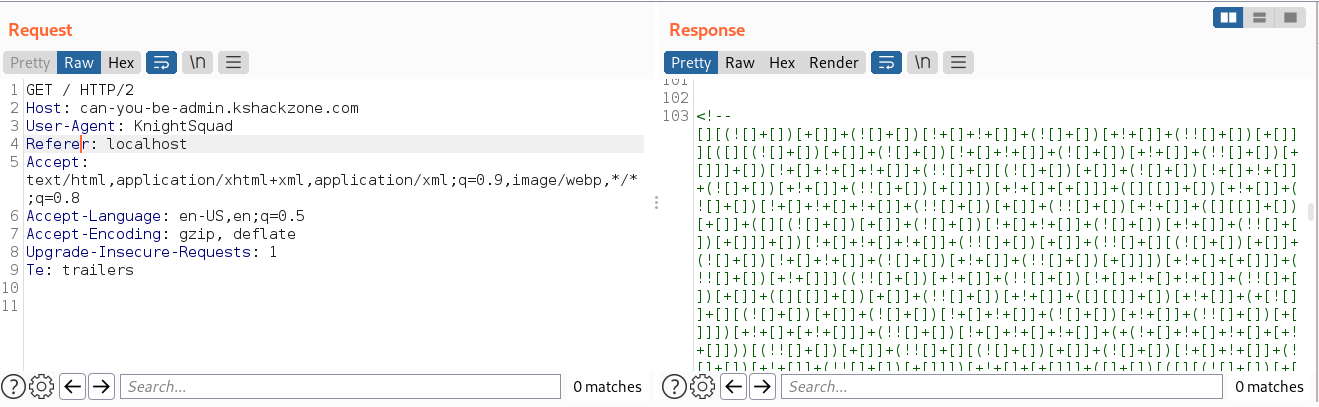 Request
Response
Pretty Raw Hex \n
Pretty Raw Hex Render \n
1 GET / HTTP/2
2 Host: can-you-be-admin.kshackzone.com
3 User-Agent: KnightSquad
4 Referer: localhost
5 Accept:
text/html,application/xhtml+xml,application/xml;q=0.9,image/webp,*/*
;q=0.8
6 Accept-Language: en-US,en;q=0.5
7 Accept-Encoding: gzip, deflate
8 Upgrade-Insecure-Requests: 1
9 Te: trailers
10
11
Search...
0 matches
101
102
103 <!--
[][(![]+[])[+[]]+(![]+[])[!+[]+!+[]]+(![]+[])[+!+[]]+(!![]+[])[+[]]
][([][(![]+[])[+[]]+(![]+[])[!+[]+!+[]]+(![]+[])[+!+[]]+(!![]+[])[+
[]]]+[])[!+[]+!+[]+!+[]]+(!![]+[][(![]+[])[+[]]+(![]+[])[!+[]+!+[]]
+(![]+[])[+!+[]]+(!![]+[])[+[]]])[+!+[]+[+[]]]+([][[]]+[])[+!+[]]+(
![]+[])[!+[]+!+[]+!+[]]+(!![]+[])[+[]]+(!![]+[])[+!+[]]+([][[]]+[])
[+[]]+([][(![]+[])[+[]]+(![]+[])[!+[]+!+[]]+(![]+[])[+!+[]]+(!![]+[
])[+[]]]+[])[!+[]+!+[]+!+[]]+(!![]+[])[+[]]+(!![]+[][(![]+[])[+[]]+
(![]+[])[!+[]+!+[]]+(![]+[])[+!+[]]+(!![]+[])[+[]]])[+!+[]+[+[]]]+(
!![]+[])[+!+[]]]((!![]+[])[+!+[]]+(!![]+[])[!+[]+!+[]+!+[]]+(!![]+[
])[+[]]+([][[]]+[])[+[]]+(!![]+[])[+!+[]]+([][[]]+[])[+!+[]]+(+[![]
]+[][(![]+[])[+[]]+(![]+[])[!+[]+!+[]]+(![]+[])[+!+[]]+(!![]+[])[+[
]]])[+!+[]+[+!+[]]]+(!![]+[])[!+[]+!+[]+!+[]]+(+(!+[]+!+[]+!+[]+[+!
+[]]))[(!![]+[])[+[]]+(!![]+[][(![]+[])[+[]]+(![]+[])[!+[]+!+[]]+(!
Search...
0 matches